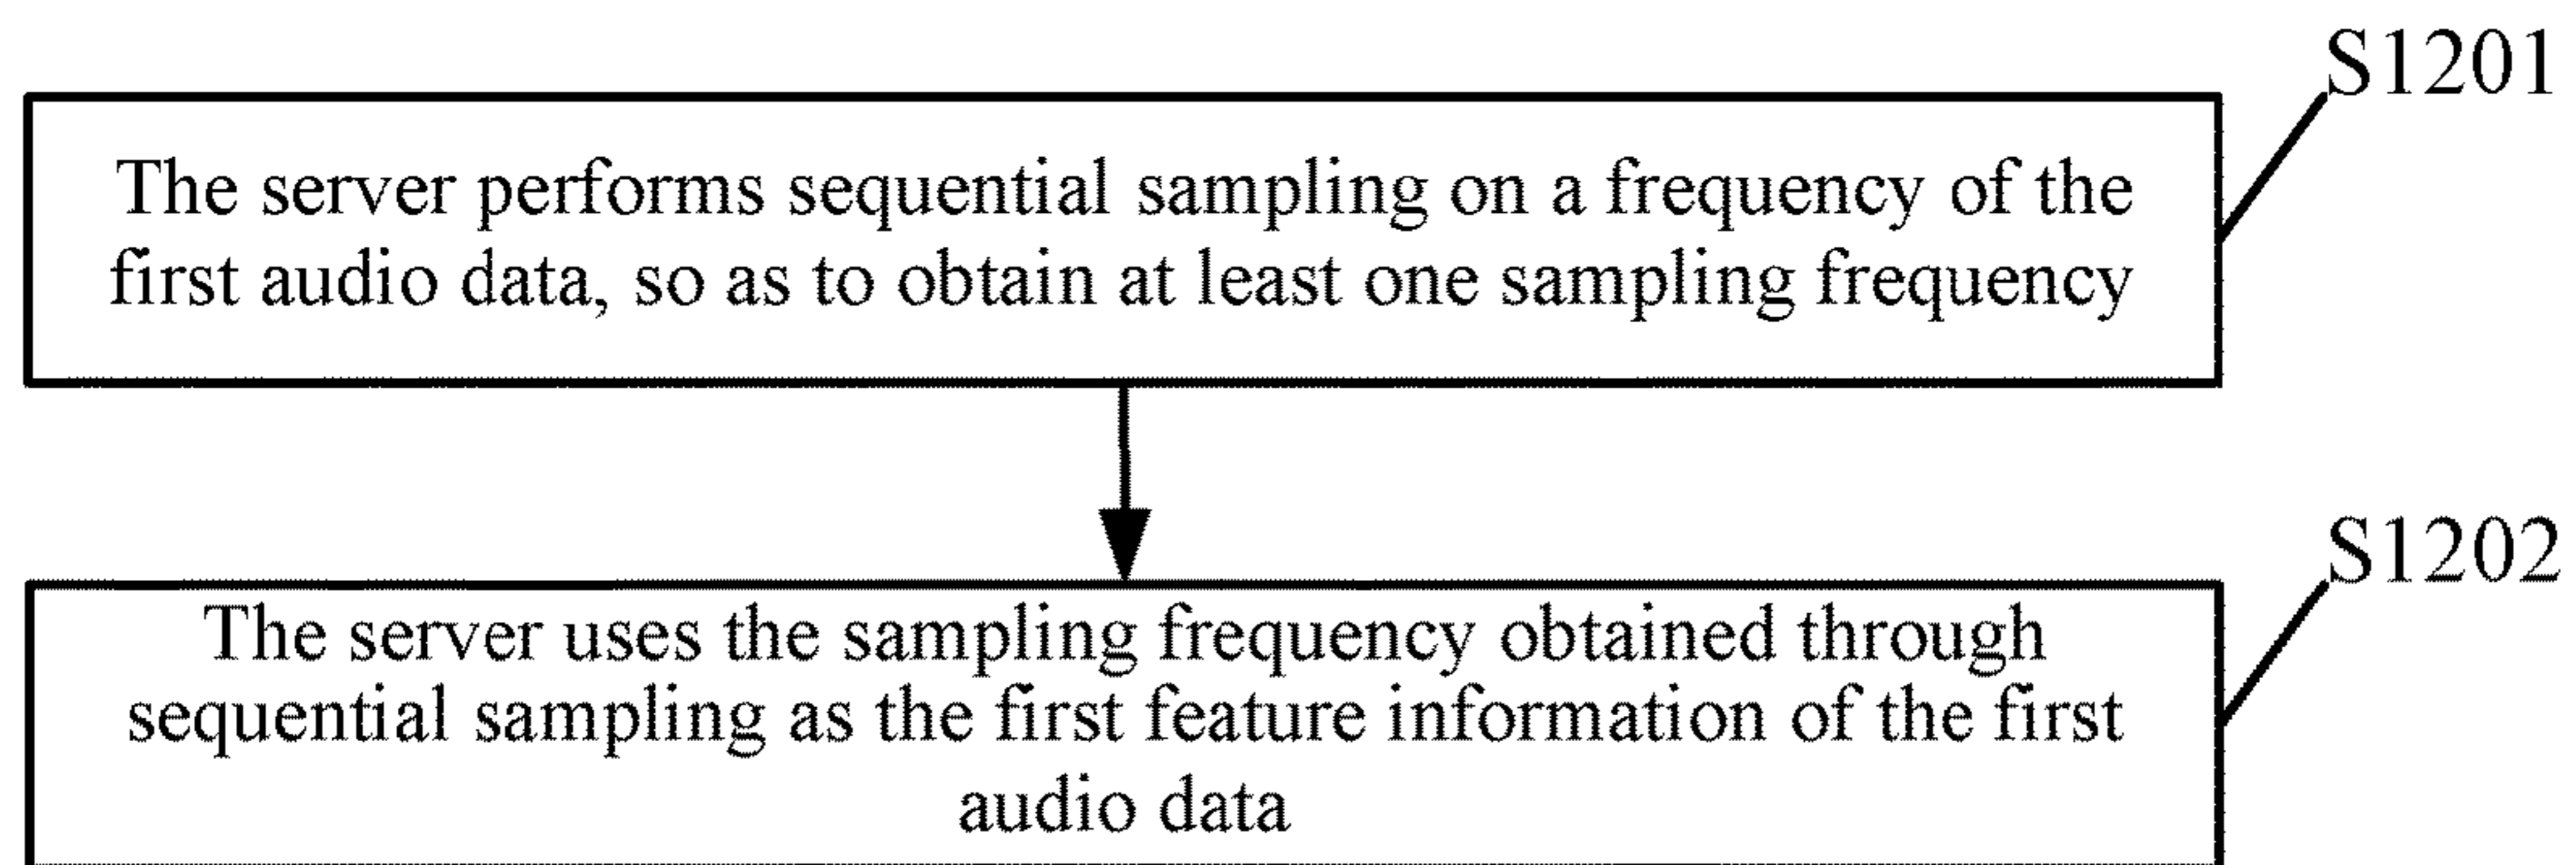 S1201
The server performs sequential sampling on a frequency of the
first audio data, so as to obtain at least one sampling frequency
S1202
The server uses the sampling frequency obtained through
sequential sampling as the first feature information of the first
audio data